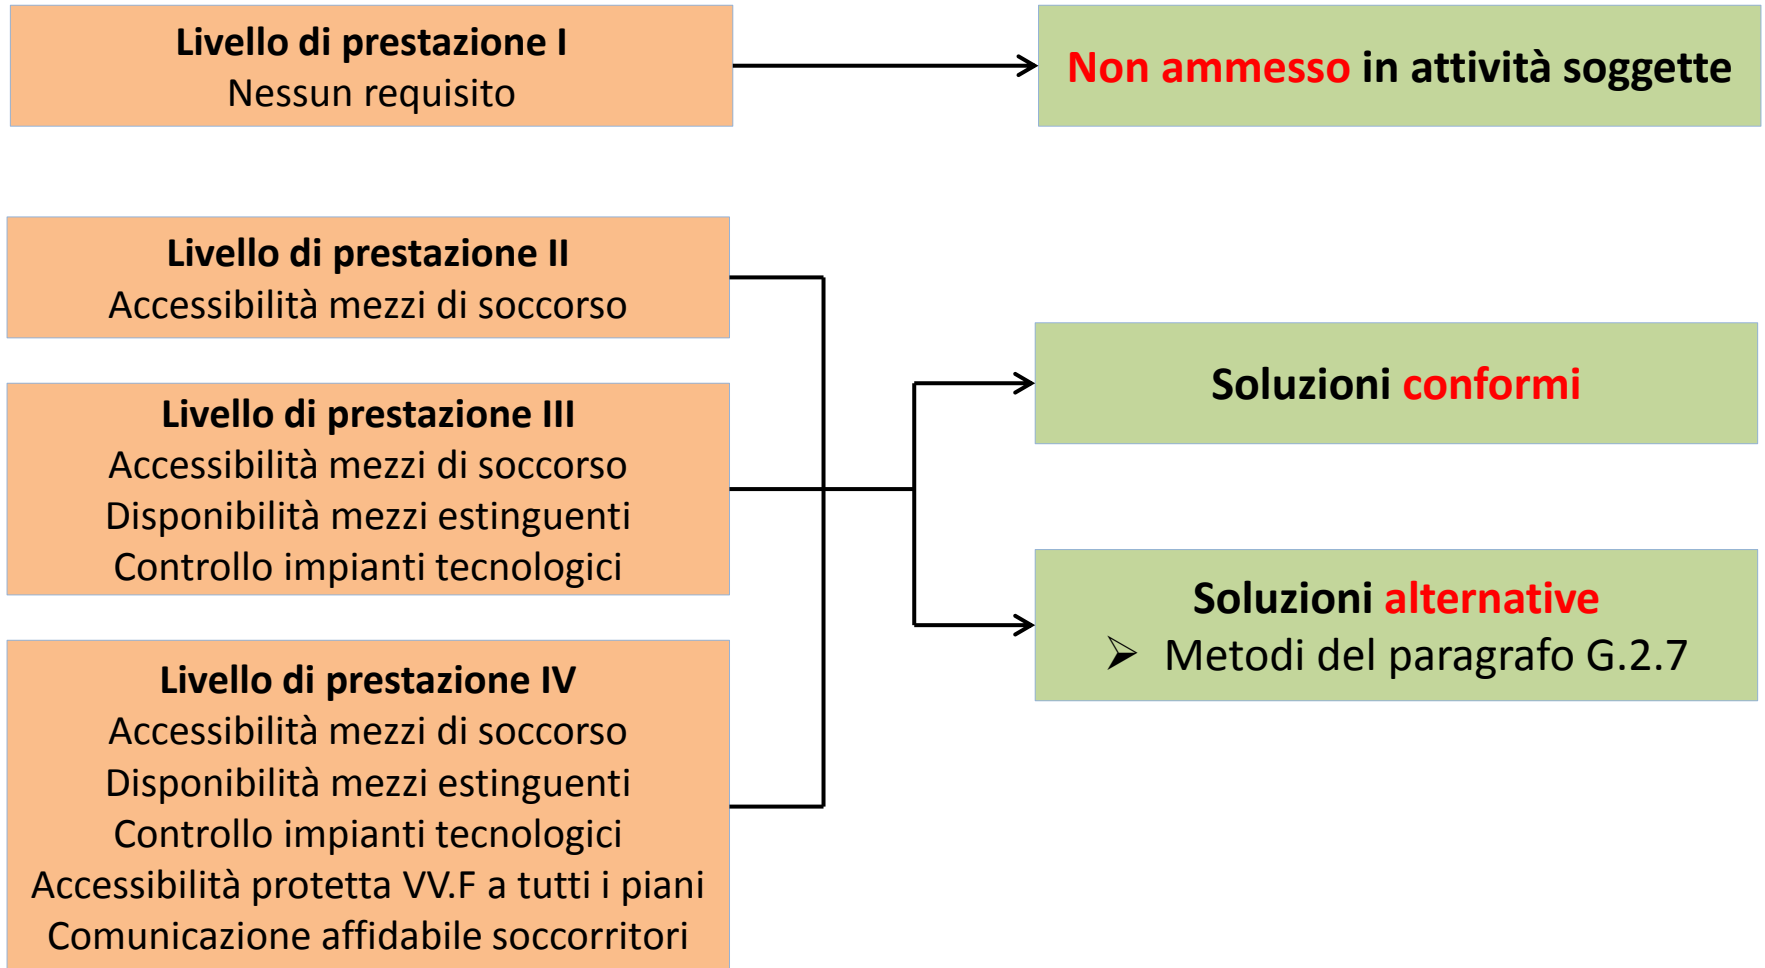 Livello di prestazione I
Nessun requisito
Non ammesso in attività soggette
Livello di prestazione II
Accessibilità mezzi di soccorso
Livello di prestazione III
Accessibilità mezzi di soccorso
Disponibilità mezzi estinguenti
Controllo impianti tecnologici
Livello di prestazione IV
Accessibilità mezzi di soccorso
Disponibilità mezzi estinguenti
Controllo impianti tecnologici
Accessibilità protetta VV.F a tutti i piani
Comunicazione affidabile soccorritori
Soluzioni conformi
Soluzioni alternative
➢ Metodi del paragrafo G.2.7